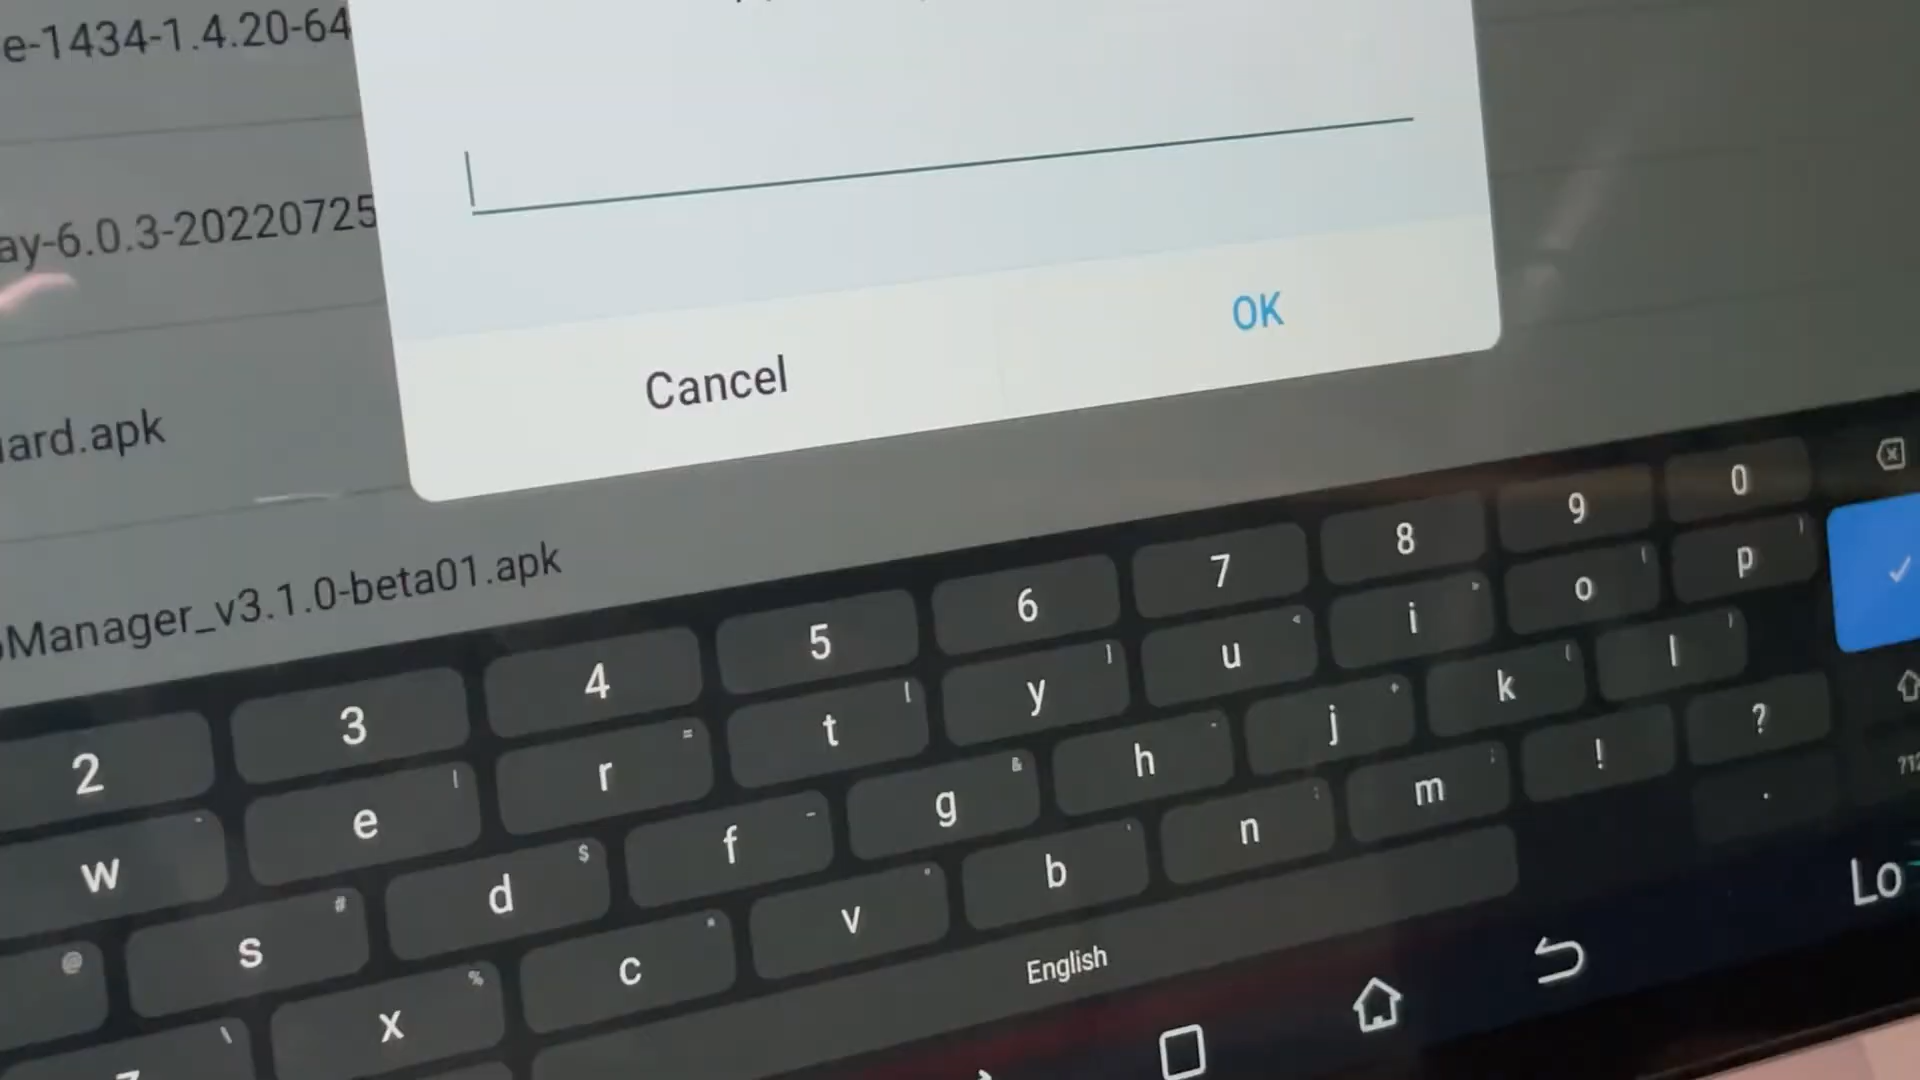 e-1434-1.4.20-64
ay-6.0.3-20220725
ard.apk
Manager_v3.1.0-beta01.apk
Cancel
OK
2 3 4 5 6 7 8 9 0
w e r t y u i o p
@ s # d $ f g & h j k l
x % c v b n m ! ? .
English
Lo